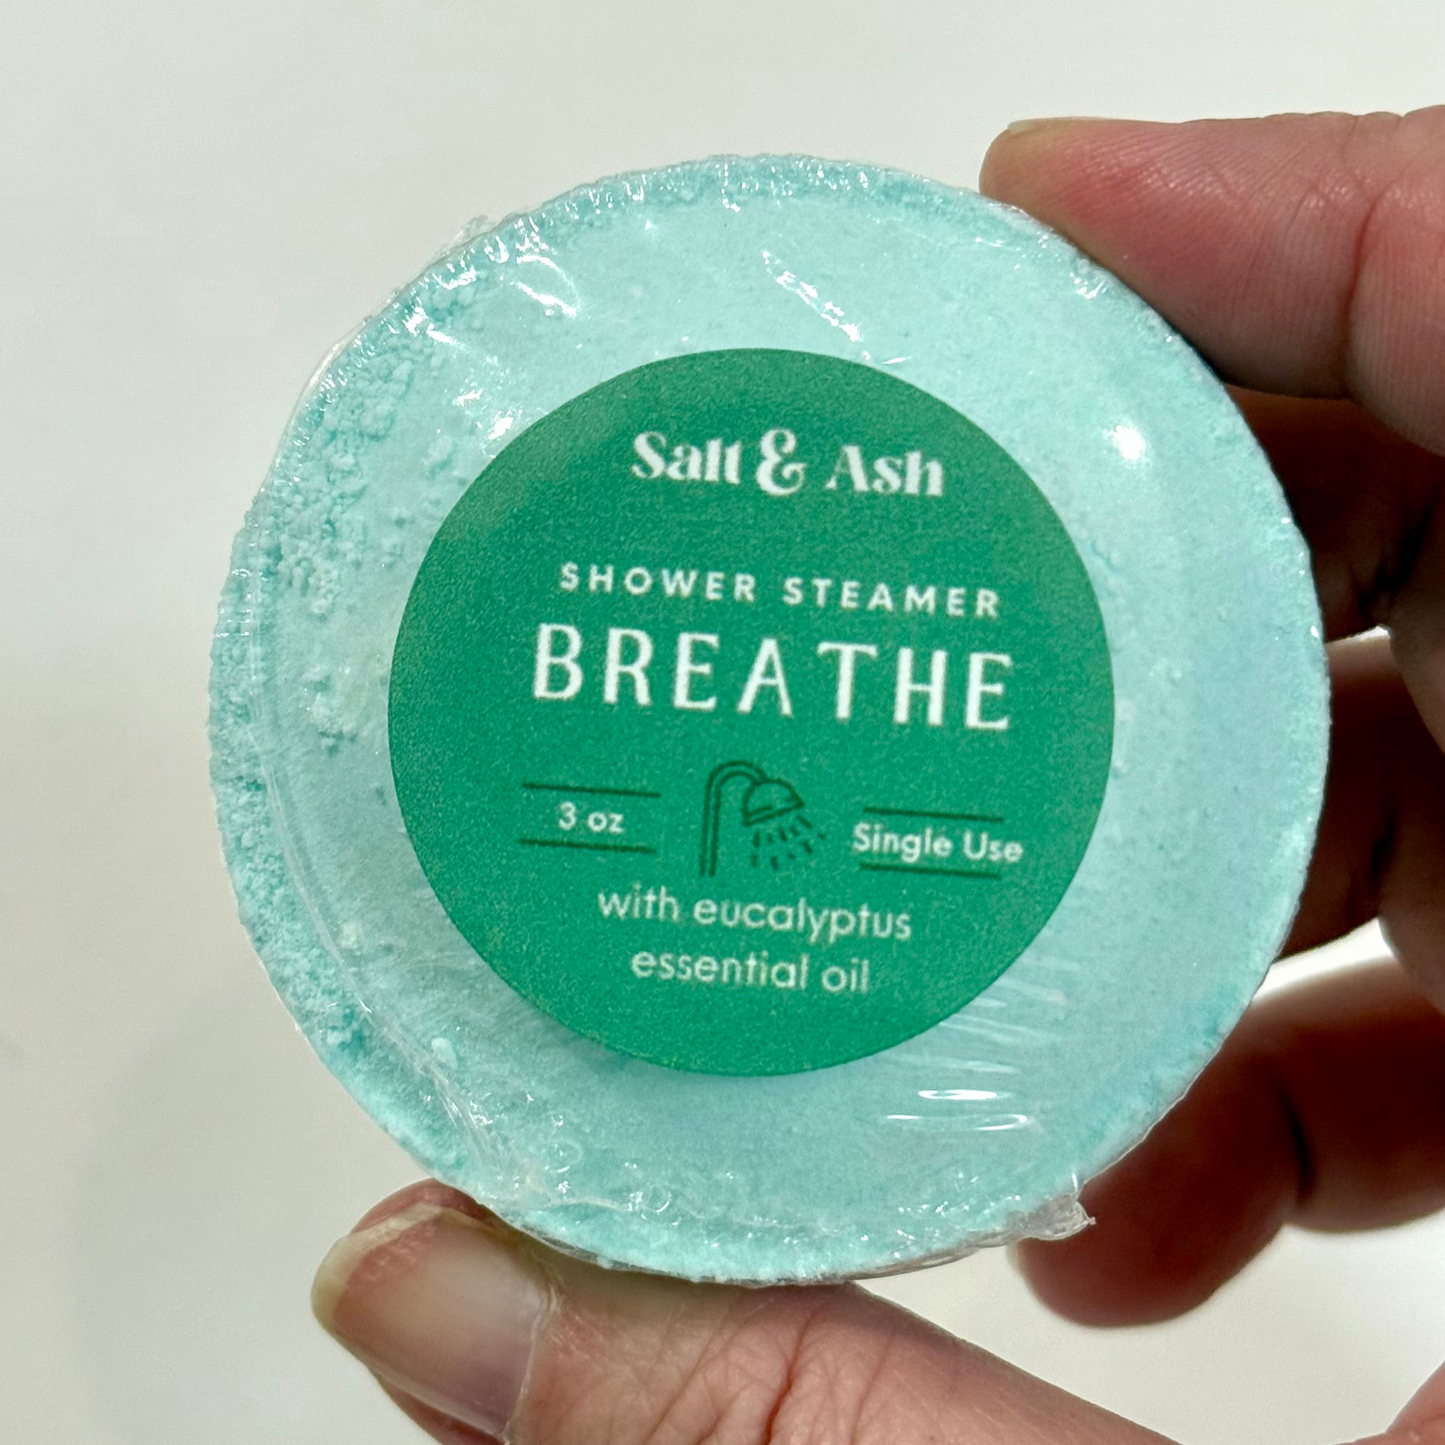 Salt & Ash
SHOWER STEAMER
BREATHE
3 oz
Single Use
with eucalyptus
essential oil